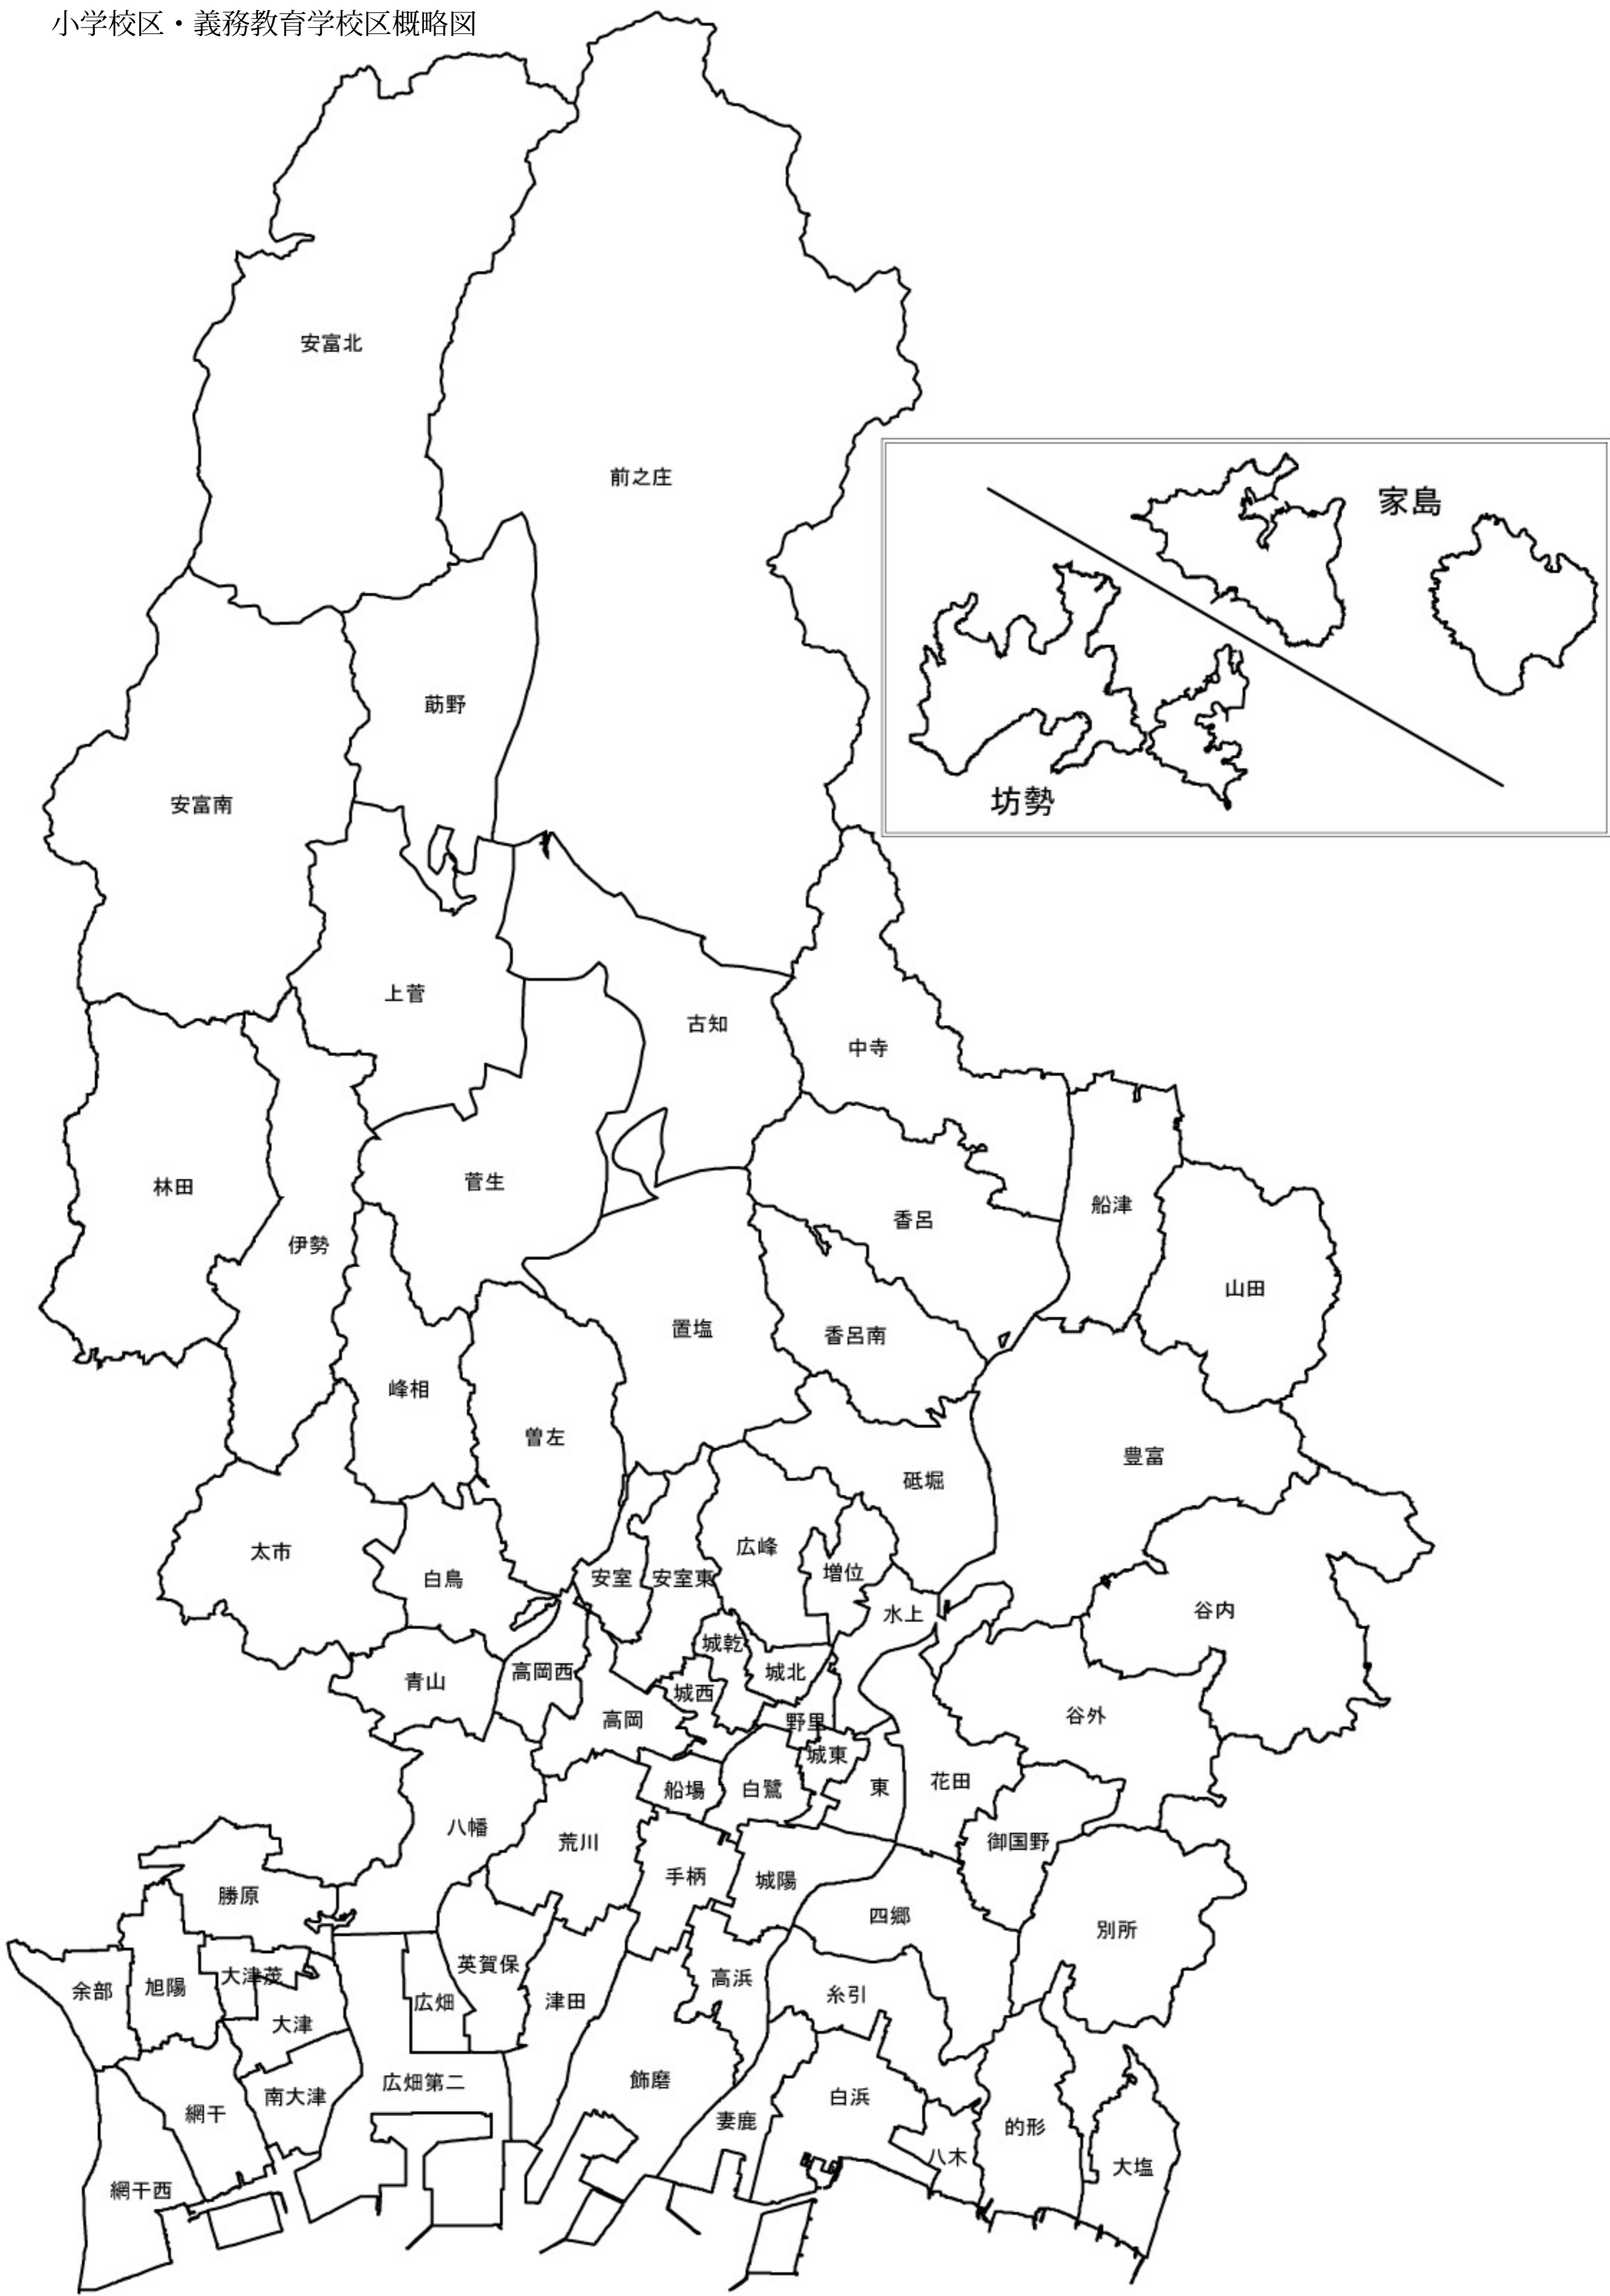 小学校区・義務教育学校区概略図
安富北
前之庄
家島
坊勢
莇野
安富南
上菅
古知
中寺
林田
菅生
船津
香呂
伊勢
山田
置塩
香呂南
峰相
曽左
豊富
砥堀
太市
広峰
増位
白鳥
安室
安室東
谷内
水上
城乾
高岡西
城北
青山
城西
高岡
野里
谷外
城東
花田
東
船場
白鷺
八幡
荒川
御国野
手柄
城陽
勝原
四郷
別所
英賀保
大津茂
高浜
旭陽
余部
糸引
広畑
津田
大津
広畑第二
飾磨
南大津
白浜
網干
妻鹿
的形
八木
大塩
網干西